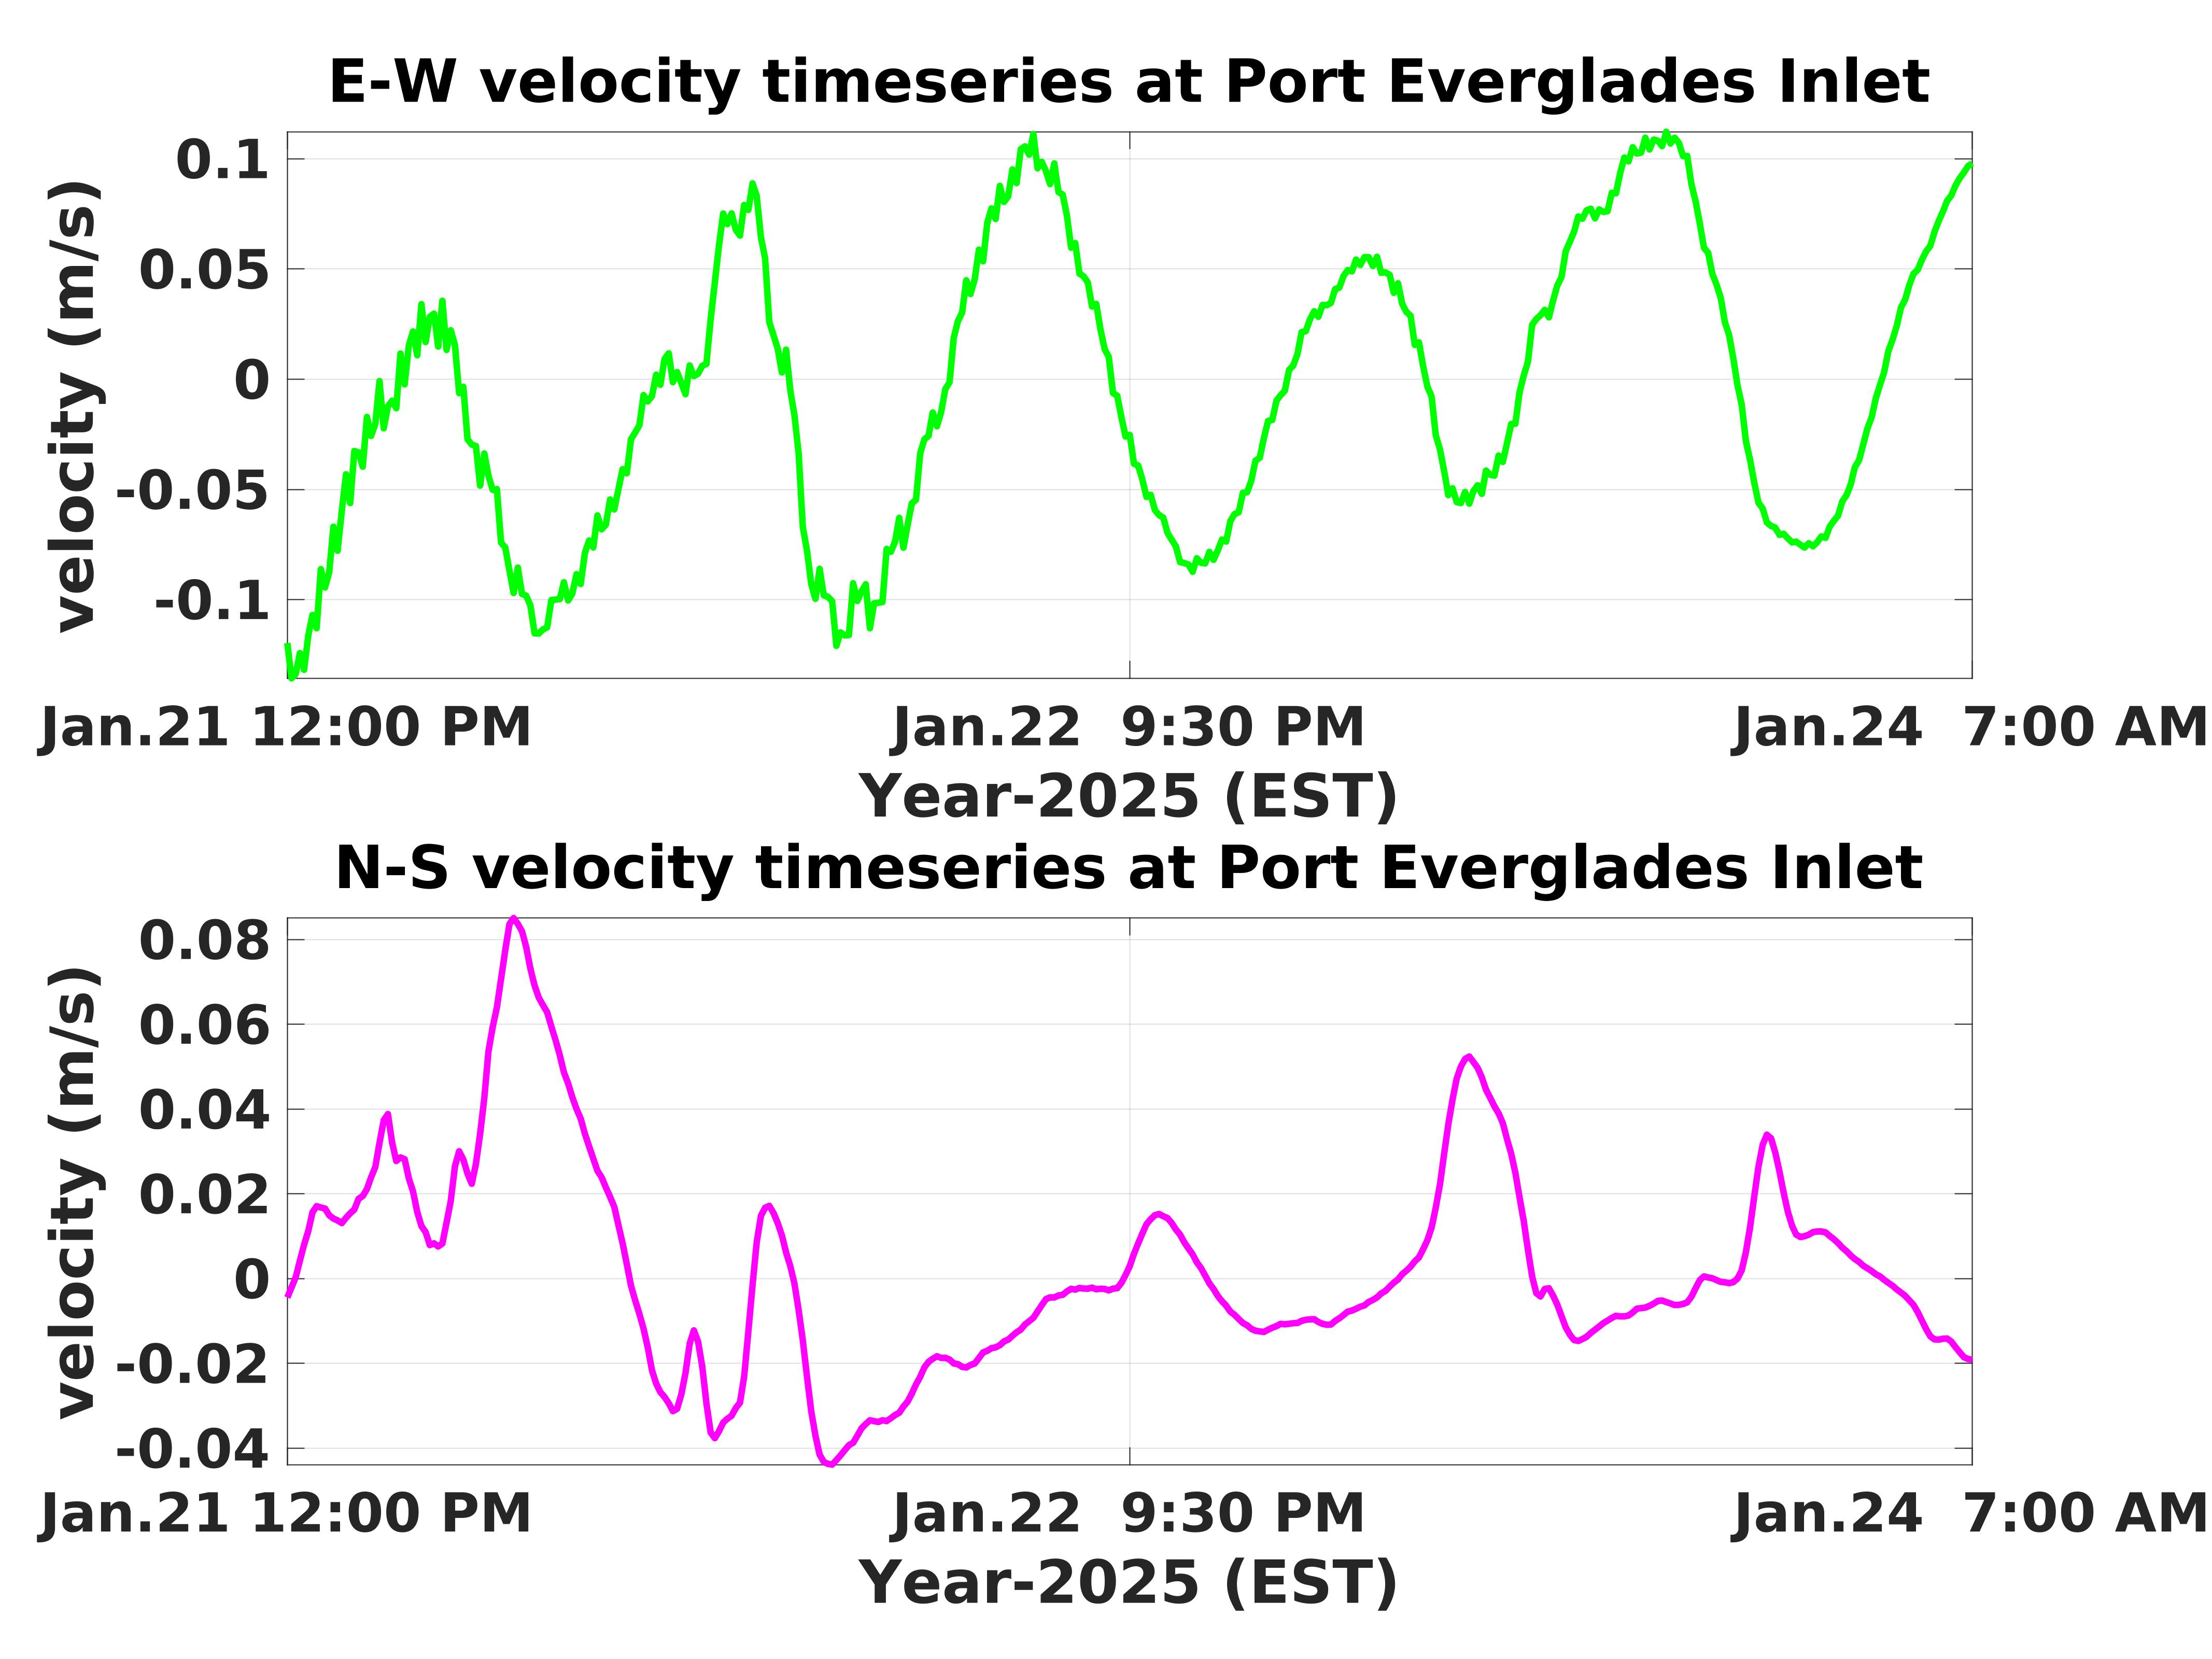 E-W velocity timeseries at Port Everglades Inlet
velocity (m/s)
0.1
0.05
0
-0.05
-0.1
Jan.21 12:00 PM
Jan.22  9:30 PM
Jan.24  7:00 AM
Year-2025 (EST)
N-S velocity timeseries at Port Everglades Inlet
velocity (m/s)
0.08
0.06
0.04
0.02
0
-0.02
-0.04
Jan.21 12:00 PM
Jan.22  9:30 PM
Jan.24  7:00 AM
Year-2025 (EST)